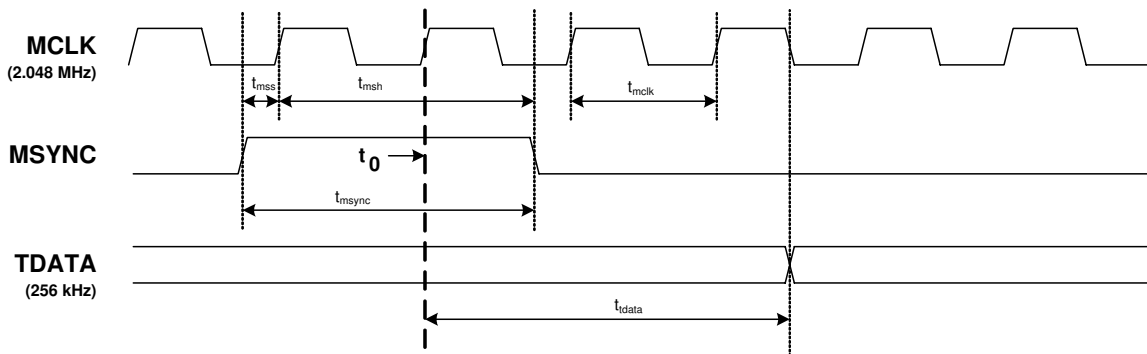 MCLK
(2.048 MHz)
tmss
tmsh
tmclk
MSYNC
t0
tmsync
TDATA
(256 kHz)
ttdata